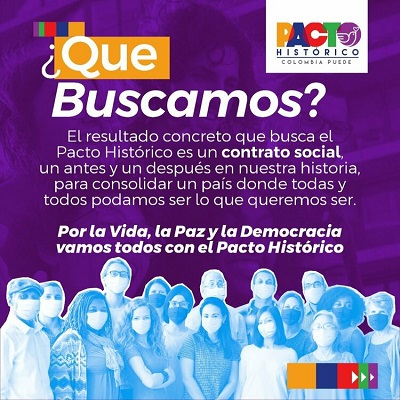 PACTO
HISTÓRICO
COLOMBIA PUEDE
¿Que
Buscamos?
El resultado concreto que busca el
Pacto Histórico es un contrato social,
un antes y un después en nuestra historia,
para consolidar un país donde todas y
todos podamos ser lo que queremos ser.
Por la Vida, la Paz y la Democracia
vamos todos con el Pacto Histórico